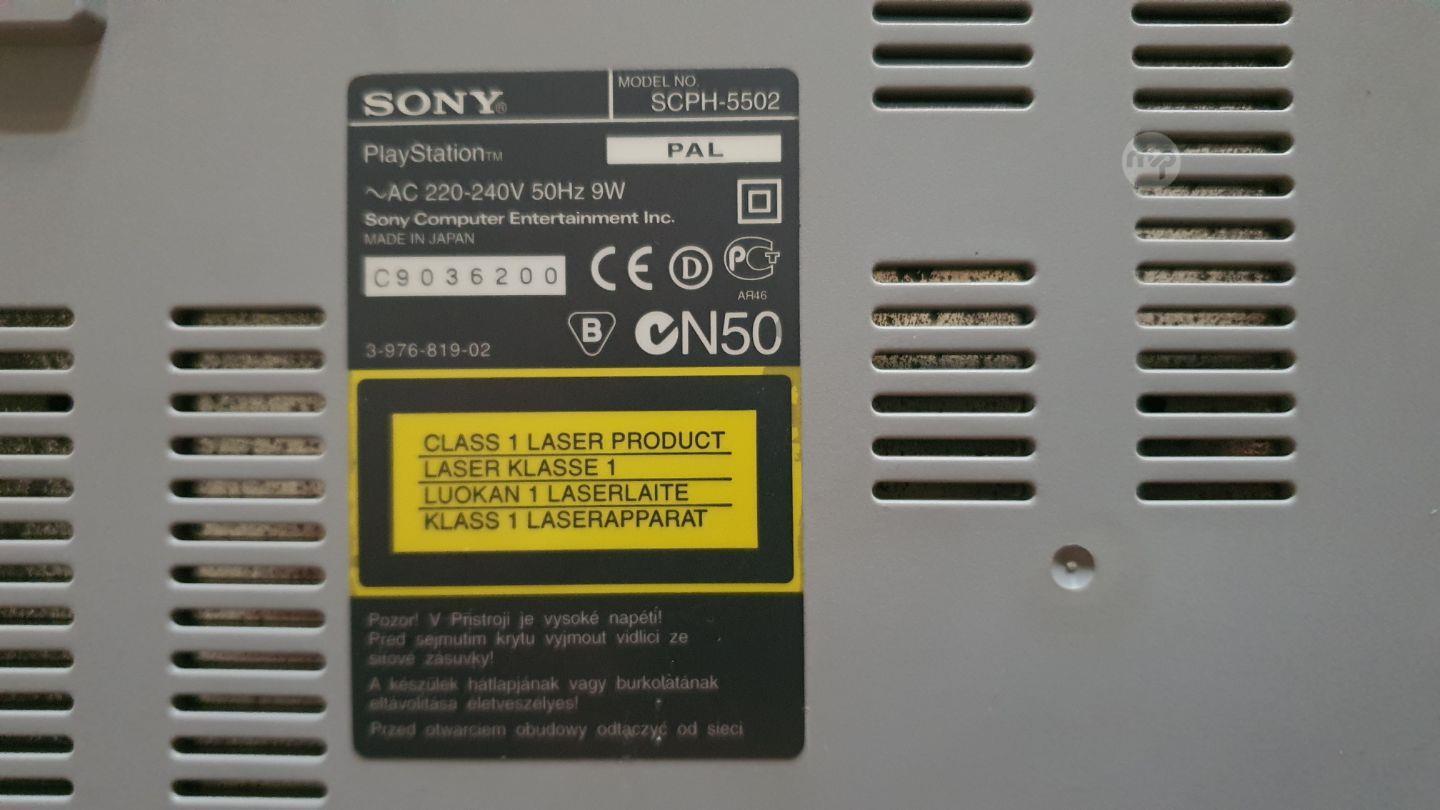 SONY®
MODEL NO.
SCPH-5502
PlayStation™
PAL
~AC 220-240V 50Hz 9W
Sony Computer Entertainment Inc.
MADE IN JAPAN
C9036200
CE D PCT
АЯ46
B N50
3-976-819-02
CLASS 1 LASER PRODUCT
LASER KLASSE 1
LUOKAN 1 LASERLAITE
KLASS 1 LASERAPPARAT
Pozor! V Přístroji je vysoké napětí!
Před sejmutím krytu vyjmout vidlici ze
síťové zásuvky!
A készülék hátlapjának vagy burkolatának
eltávolitása életveszélyes!
Przed otwarciem obudowy odłączyć od sieci